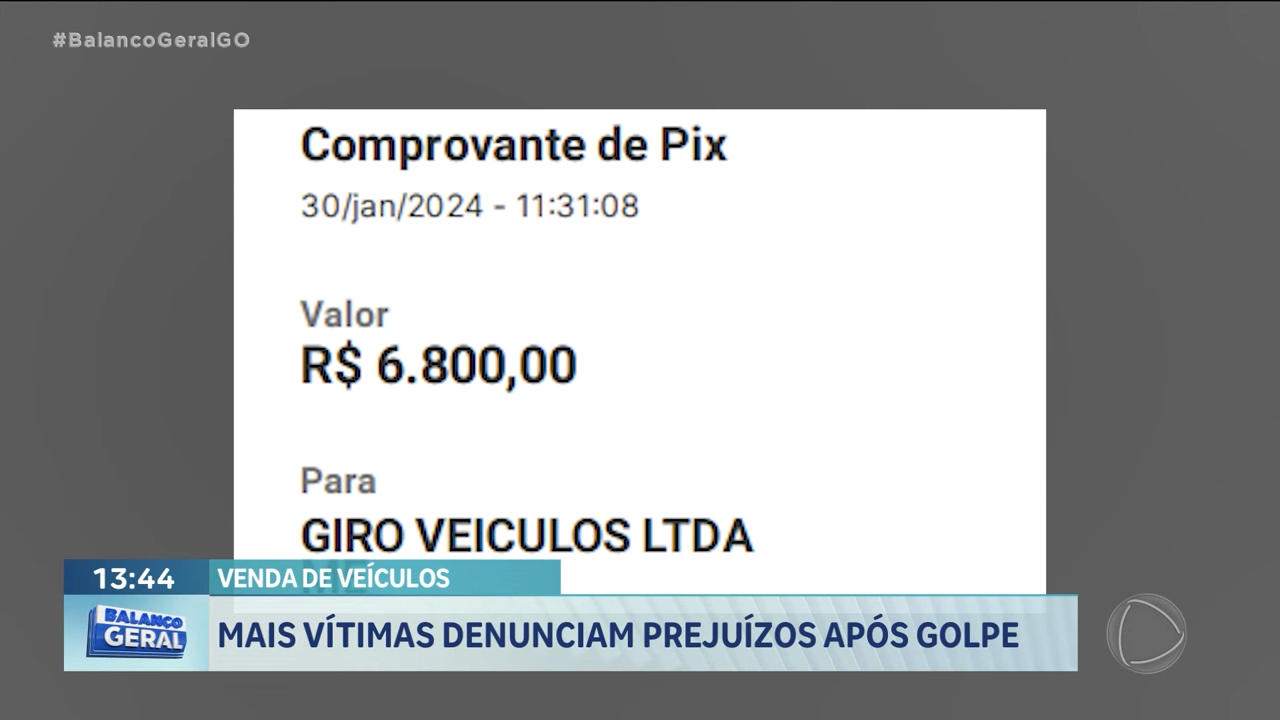 #BalancoGeralGO
Comprovante de Pix
30/jan/2024 - 11:31:08
Valor
R$ 6.800,00
Para
GIRO VEICULOS LTDA
ME
13:44 VENDA DE VEÍCULOS
BALANCO
GERAL
MAIS VÍTIMAS DENUNCIAM PREJUÍZOS APÓS GOLPE